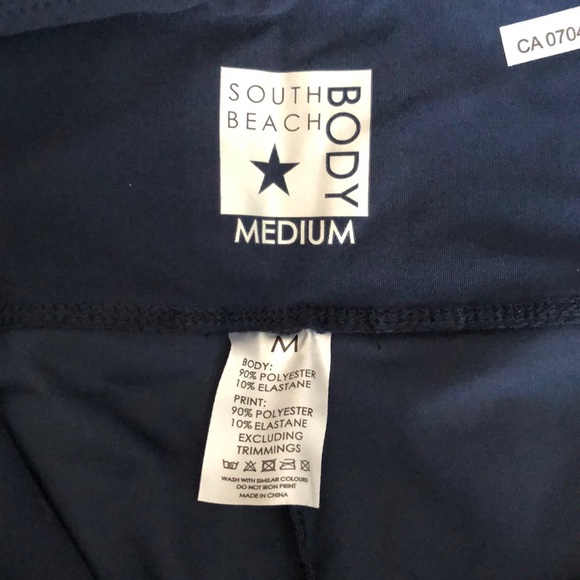 CA 0704
SOUTH
BEACH
BODY
MEDIUM
M
BODY:
90% POLYESTER
10% ELASTANE
PRINT:
90% POLYESTER
10% ELASTANE
EXCLUDING
TRIMMINGS
WASH WITH SIMILAR COLOURS
DO NOT IRON PRINT
MADE IN CHINA